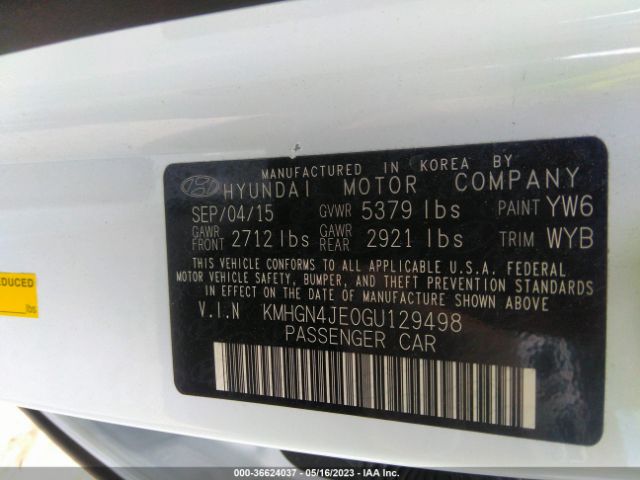 MANUFACTURED IN KOREA BY
HYUNDAI MOTOR COMPANY
SEP/04/15 GVWR 5379 lbs PAINT YW6
GAWR FRONT 2712 lbs GAWR REAR 2921 lbs TRIM WYB
THIS VEHICLE CONFORMS TO ALL APPLICABLE U.S.A. FEDERAL
MOTOR VEHICLE SAFETY, BUMPER, AND THEFT PREVENTION STANDARDS
IN EFFECT ON THE DATE OF MANUFACTURE SHOWN ABOVE.
V.I.N KMHGN4JE0GU129498
PASSENGER CAR
EDUCED
lbs
000-36624037 - 05/16/2023 - IAA Inc.